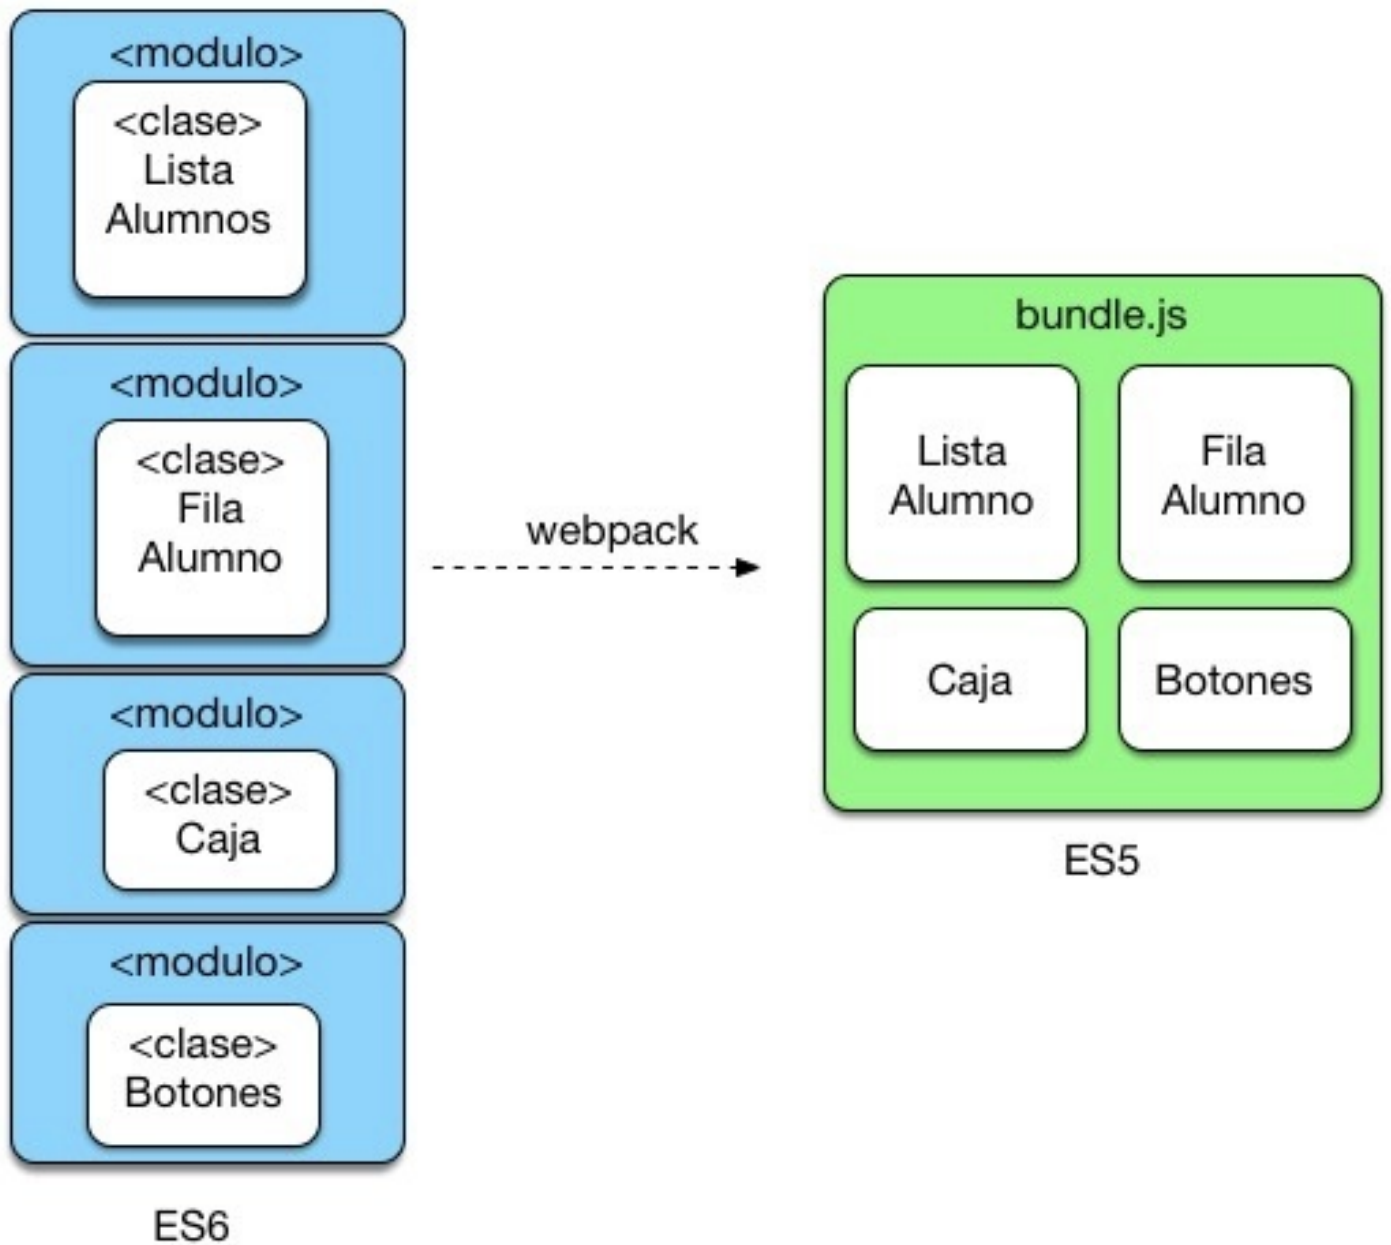 <modulo>
<clase>
Lista
Alumnos
<modulo>
<clase>
Fila
Alumno
<modulo>
<clase>
Caja
<modulo>
<clase>
Botones
ES6
webpack
bundle.js
Lista
Alumno
Fila
Alumno
Caja
Botones
ES5